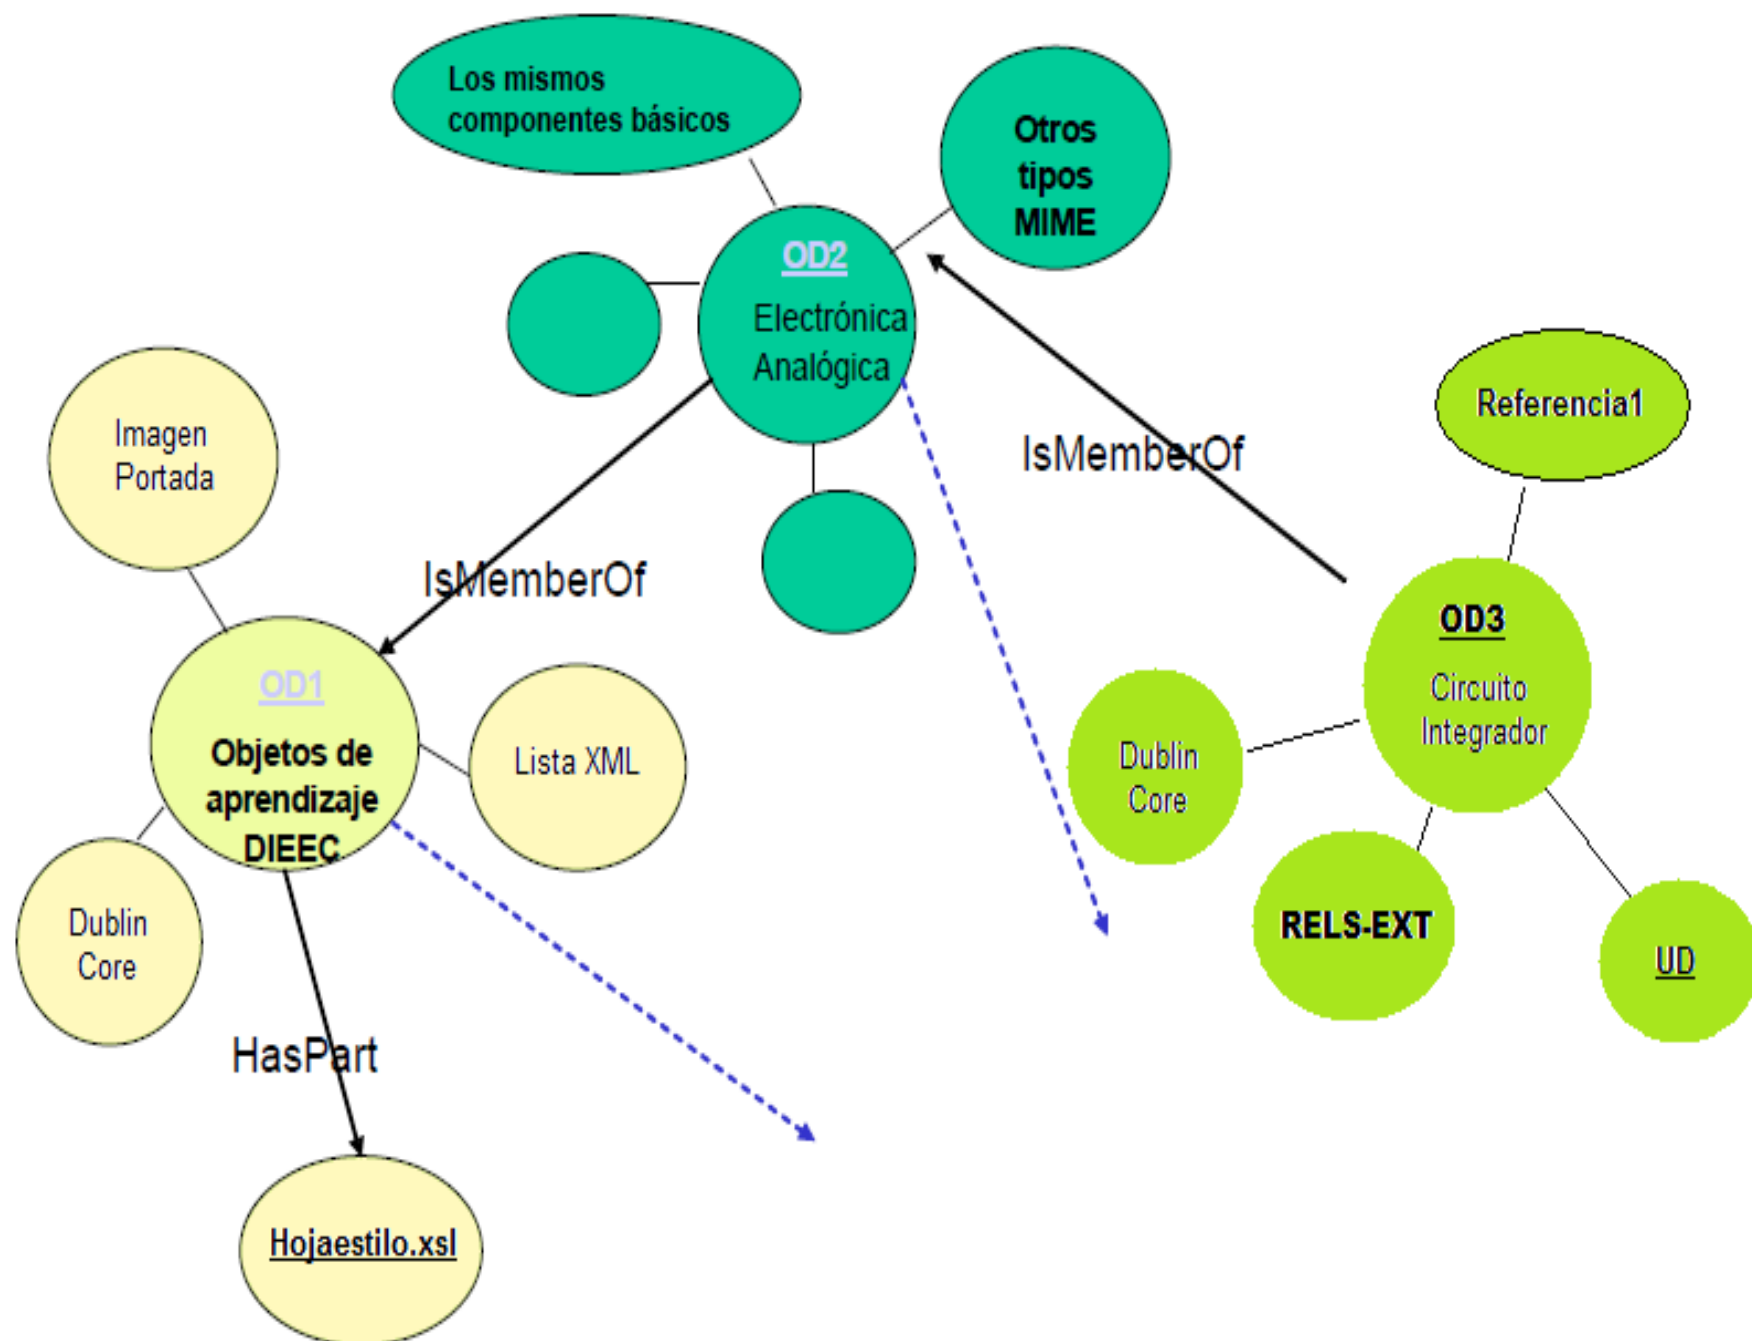 Los mismos
componentes básicos
Otros
tipos
MIME
OD2
Electrónica
Analógica
Referencia1
IsMemberOf
Imagen
Portada
IsMemberOf
OD3
Circuito
Integrador
OD1
Objetos de
aprendizaje
DIEEC
Lista XML
Dublin
Core
Dublin
Core
RELS-EXT
UD
HasPart
Hojaestilo.xsl